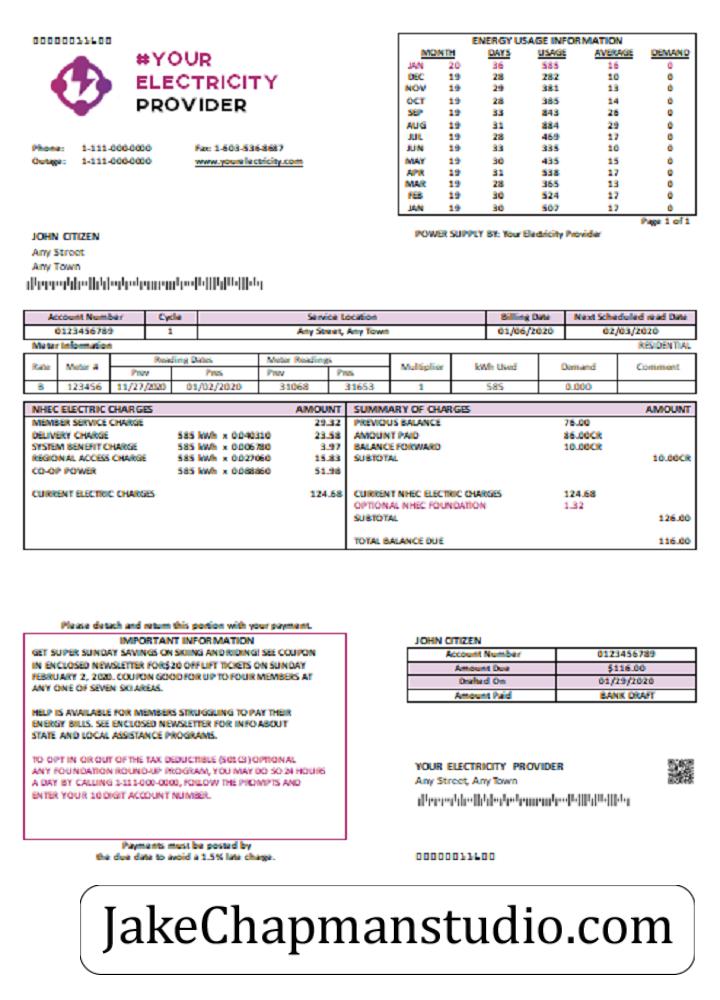 00000011600
#YOUR
ELECTRICITY
PROVIDER
Phone: 1-111-000-0000 Fax: 1-603-536-8687
Outage: 1-111-000-0000 www.yourelectricity.com
ENERGY USAGE INFORMATION
MONTH DAYS USAGE AVERAGE DEMAND
JAN 20 36 585 16 0
DEC 19 28 282 10 0
NOV 19 29 381 13 0
OCT 19 28 385 14 0
SEP 19 33 843 26 0
AUG 19 31 884 29 0
JUL 19 28 469 17 0
JUN 19 33 335 10 0
MAY 19 30 435 15 0
APR 19 31 538 17 0
MAR 19 28 365 13 0
FEB 19 30 524 17 0
JAN 19 30 507 17 0
Page 1 of 1
POWER SUPPLY BY: Your Electricity Provider
JOHN CITIZEN
Any Street
Any Town
Account Number Cycle Service Location Billing Date Next Scheduled read Date
0123456789 1 Any Street, Any Town 01/06/2020 02/03/2020
Meter Information RESIDENTIAL
Rate Meter # Reading Dates Meter Readings Multiplier kWh Used Demand Comment
Prev Pres Prev Pres
B 123456 11/27/2020 01/02/2020 31068 31653 1 585 0.000
NHEC ELECTRIC CHARGES AMOUNT
MEMBER SERVICE CHARGE 29.32
DELIVERY CHARGE 585 kWh x 0.040310 23.58
SYSTEM BENEFIT CHARGE 585 kWh x 0.006780 3.97
REGIONAL ACCESS CHARGE 585 kWh x 0.027060 15.83
CO-OP POWER 585 kWh x 0.088860 51.98
CURRENT ELECTRIC CHARGES 124.68
SUMMARY OF CHARGES AMOUNT
PREVIOUS BALANCE 76.00
AMOUNT PAID 86.00CR
BALANCE FORWARD 10.00CR
SUBTOTAL 10.00CR
CURRENT NHEC ELECTRIC CHARGES 124.68
OPTIONAL NHEC FOUNDATION 1.32
SUBTOTAL 126.00
TOTAL BALANCE DUE 116.00
Please detach and return this portion with your payment.
IMPORTANT INFORMATION
GET SUPER SUNDAY SAVINGS ON SKIING AND RIDING! SEE COUPON
IN ENCLOSED NEWSLETTER FOR$20 OFF LIFT TICKETS ON SUNDAY
FEBRUARY 2, 2020. COUPON GOOD FOR UP TO FOUR MEMBERS AT
ANY ONE OF SEVEN SKI AREAS.
HELP IS AVAILABLE FOR MEMBERS STRUGGLING TO PAY THEIR
ENERGY BILLS. SEE ENCLOSED NEWSLETTER FOR INFO ABOUT
STATE AND LOCAL ASSISTANCE PROGRAMS.
TO OPT IN OR OUT OF THE TAX DEDUCTIBLE (501C3) OPTIONAL
ANY FOUNDATION ROUND-UP PROGRAM, YOU MAY DO SO 24 HOURS
A DAY BY CALLING 1-111-000-0000, FOLLOW THE PROMPTS AND
ENTER YOUR 10 DIGIT ACCOUNT NUMBER.
Payments must be posted by
the due date to avoid a 1.5% late charge.
JOHN CITIZEN
Account Number 0123456789
Amount Due $116.00
Drafted On 01/29/2020
Amount Paid BANK DRAFT
YOUR ELECTRICITY PROVIDER
Any Street, Any Town
00000011600
JakeChapmanstudio.com